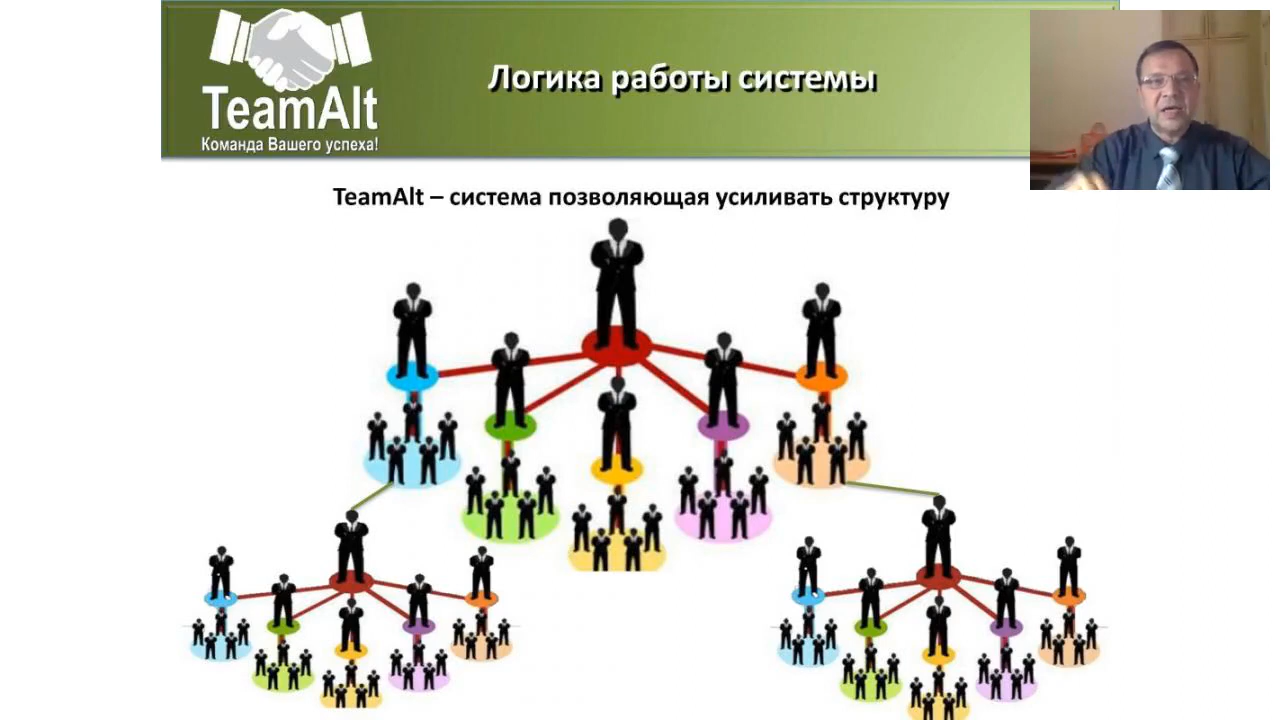 TeamAlt
Команда Вашего успеха!
Логика работы системы
TeamAlt – система позволяющая усиливать структуру